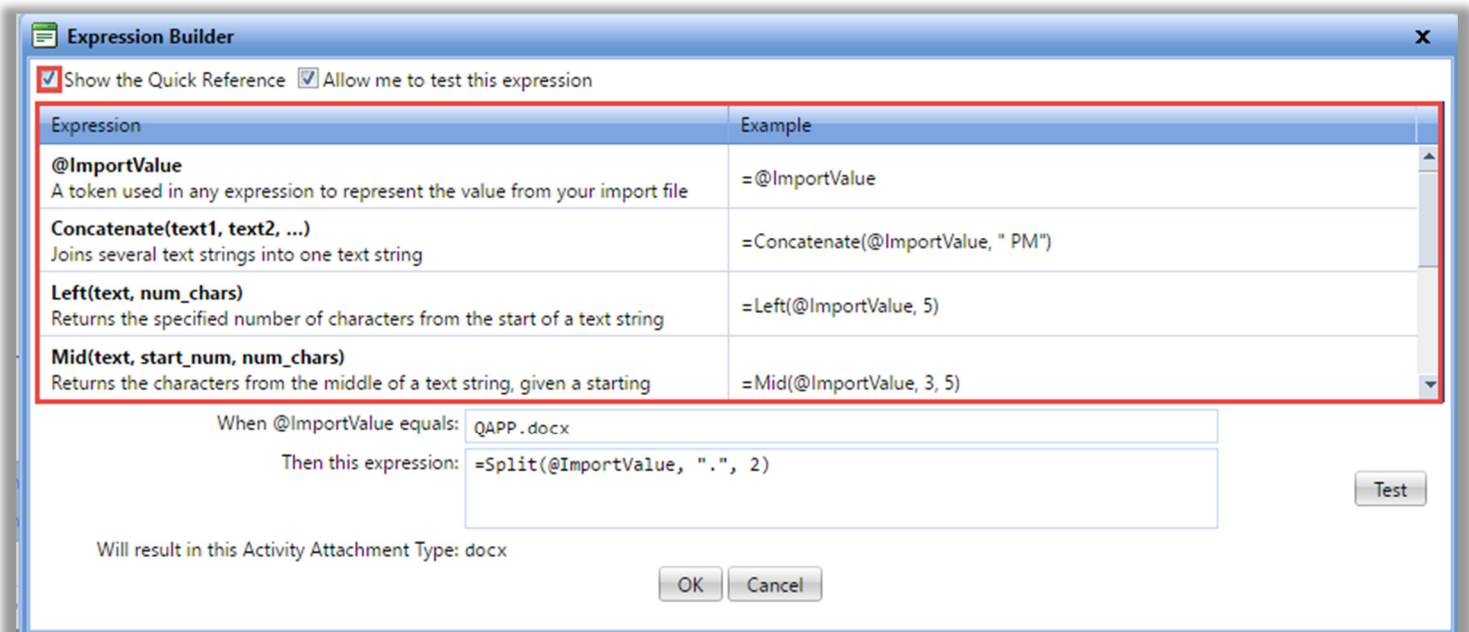 Expression Builder
x
Show the Quick Reference Allow me to test this expression
Expression Example
@ImportValue
A token used in any expression to represent the value from your import file
=@ImportValue
Concatenate(text1, text2, ...)
Joins several text strings into one text string
=Concatenate(@ImportValue, " PM")
Left(text, num_chars)
Returns the specified number of characters from the start of a text string
=Left(@ImportValue, 5)
Mid(text, start_num, num_chars)
Returns the characters from the middle of a text string, given a starting
=Mid(@ImportValue, 3, 5)
When @ImportValue equals: QAPP.docx
Then this expression: =Split(@ImportValue, ".", 2)
Test
Will result in this Activity Attachment Type: docx
OK Cancel